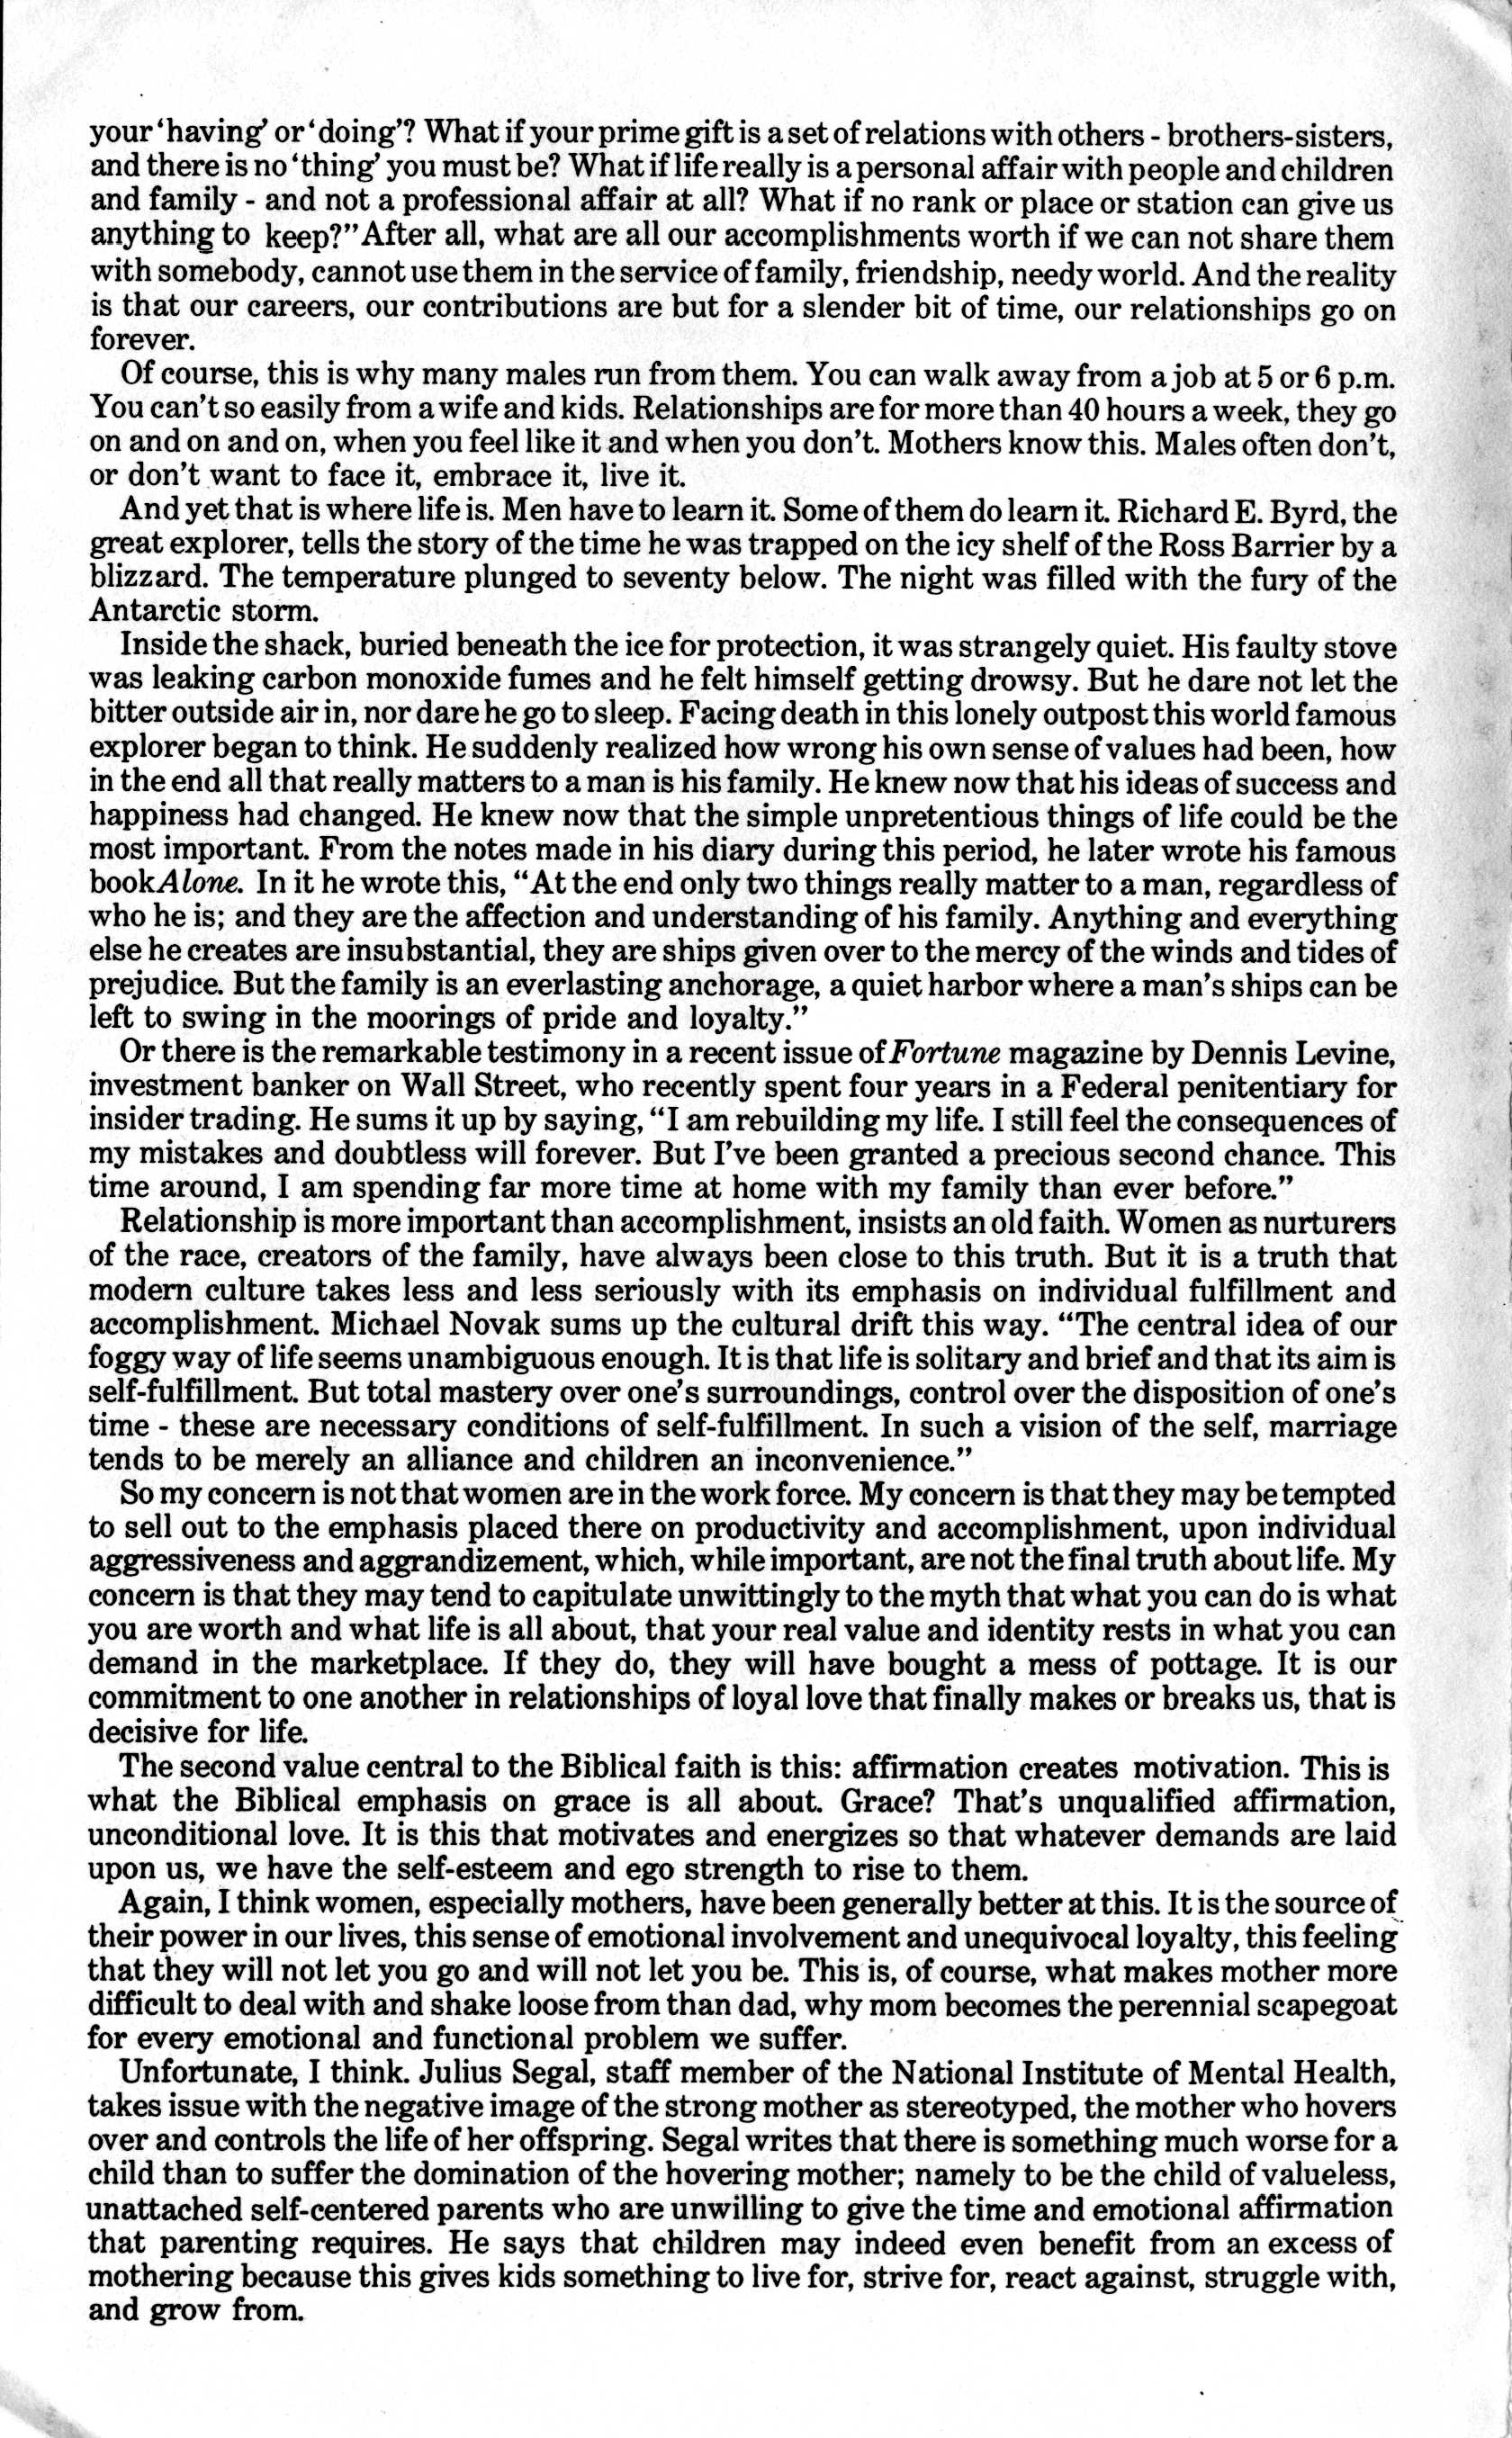 your ‘having’ or ‘doing’? What if your prime gift is a set of relations with others - brothers-sisters,
and there is no ‘thing’ you must be? What if life really is a personal affair with people and children
and family - and not a professional affair at all? What if no rank or place or station can give us
anything to keep?” After all, what are all our accomplishments worth if we can not share them
with somebody, cannot use them in the service of family, friendship, needy world. And the reality
is that our careers, our contributions are but for a slender bit of time, our relationships go on
forever.
Of course, this is why many males run from them. You can walk away from a job at 5 or 6 p.m.
You can’t so easily from a wife and kids. Relationships are for more than 40 hours a week, they go
on and on and on, when you feel like it and when you don’t. Mothers know this. Males often don’t,
or don’t want to face it, embrace it, live it.
And yet that is where life is. Men have to learn it. Some of them do learn it. Richard E. Byrd, the
great explorer, tells the story of the time he was trapped on the icy shelf of the Ross Barrier by a
blizzard. The temperature plunged to seventy below. The night was filled with the fury of the
Antarctic storm.
Inside the shack, buried beneath the ice for protection, it was strangely quiet. His faulty stove
was leaking carbon monoxide fumes and he felt himself getting drowsy. But he dare not let the
bitter outside air in, nor dare he go to sleep. Facing death in this lonely outpost this world famous
explorer began to think. He suddenly realized how wrong his own sense of values had been, how
in the end all that really matters to a man is his family. He knew now that his ideas of success and
happiness had changed. He knew now that the simple unpretentious things of life could be the
most important. From the notes made in his diary during this period, he later wrote his famous
book Alone. In it he wrote this, “At the end only two things really matter to a man, regardless of
who he is; and they are the affection and understanding of his family. Anything and everything
else he creates are insubstantial, they are ships given over to the mercy of the winds and tides of
prejudice. But the family is an everlasting anchorage, a quiet harbor where a man’s ships can be
left to swing in the moorings of pride and loyalty.”
Or there is the remarkable testimony in a recent issue of Fortune magazine by Dennis Levine,
investment banker on Wall Street, who recently spent four years in a Federal penitentiary for
insider trading. He sums it up by saying, “I am rebuilding my life. I still feel the consequences of
my mistakes and doubtless will forever. But I’ve been granted a precious second chance. This
time around, I am spending far more time at home with my family than ever before.”
Relationship is more important than accomplishment, insists an old faith. Women as nurturers
of the race, creators of the family, have always been close to this truth. But it is a truth that
modern culture takes less and less seriously with its emphasis on individual fulfillment and
accomplishment. Michael Novak sums up the cultural drift this way. “The central idea of our
foggy way of life seems unambiguous enough. It is that life is solitary and brief and that its aim is
self-fulfillment. But total mastery over one’s surroundings, control over the disposition of one’s
time - these are necessary conditions of self-fulfillment. In such a vision of the self, marriage
tends to be merely an alliance and children an inconvenience.”
So my concern is not that women are in the work force. My concern is that they may be tempted
to sell out to the emphasis placed there on productivity and accomplishment, upon individual
aggressiveness and aggrandizement, which, while important, are not the final truth about life. My
concern is that they may tend to capitulate unwittingly to the myth that what you can do is what
you are worth and what life is all about, that your real value and identity rests in what you can
demand in the marketplace. If they do, they will have bought a mess of pottage. It is our
commitment to one another in relationships of loyal love that finally makes or breaks us, that is
decisive for life.
The second value central to the Biblical faith is this: affirmation creates motivation. This is
what the Biblical emphasis on grace is all about. Grace? That’s unqualified affirmation,
unconditional love. It is this that motivates and energizes so that whatever demands are laid
upon us, we have the self-esteem and ego strength to rise to them.
Again, I think women, especially mothers, have been generally better at this. It is the source of
their power in our lives, this sense of emotional involvement and unequivocal loyalty, this feeling
that they will not let you go and will not let you be. This is, of course, what makes mother more
difficult to deal with and shake loose from than dad, why mom becomes the perennial scapegoat
for every emotional and functional problem we suffer.
Unfortunate, I think. Julius Segal, staff member of the National Institute of Mental Health,
takes issue with the negative image of the strong mother as stereotyped, the mother who hovers
over and controls the life of her offspring. Segal writes that there is something much worse for a
child than to suffer the domination of the hovering mother; namely to be the child of valueless,
unattached self-centered parents who are unwilling to give the time and emotional affirmation
that parenting requires. He says that children may indeed even benefit from an excess of
mothering because this gives kids something to live for, strive for, react against, struggle with,
and grow from.